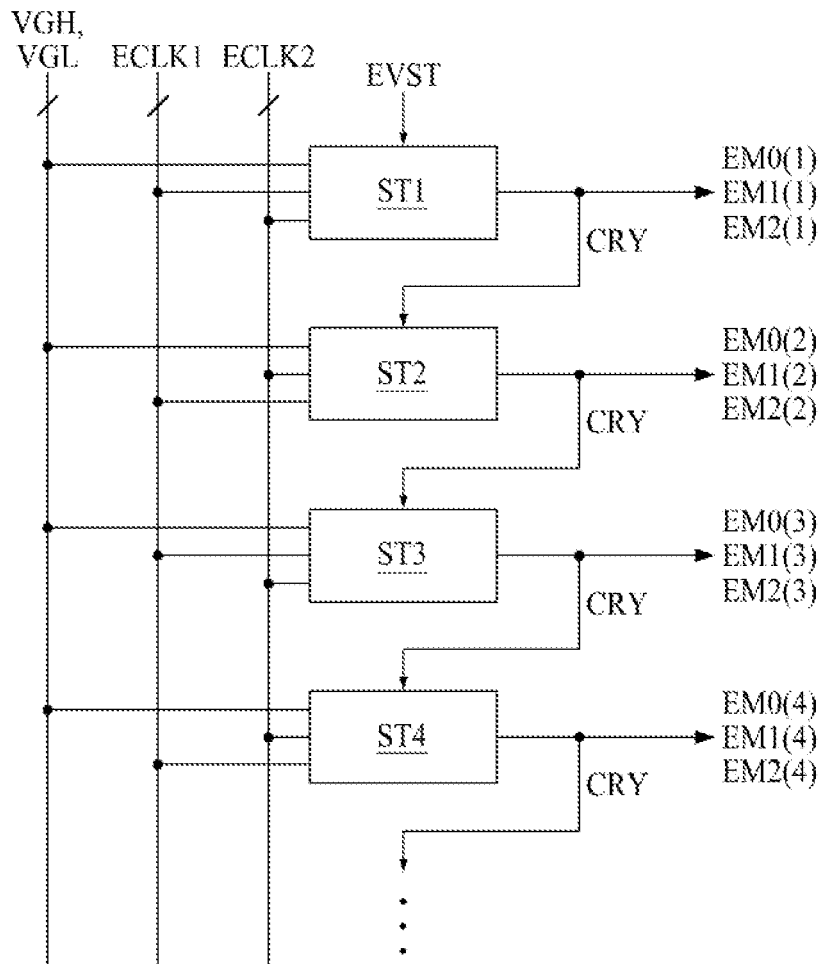 VGH,
VGL ECLK1 ECLK2
EVST
ST1
EM0(1)
EM1(1)
EM2(1)
CRY
ST2
EM0(2)
EM1(2)
EM2(2)
CRY
ST3
EM0(3)
EM1(3)
EM2(3)
CRY
ST4
EM0(4)
EM1(4)
EM2(4)
CRY